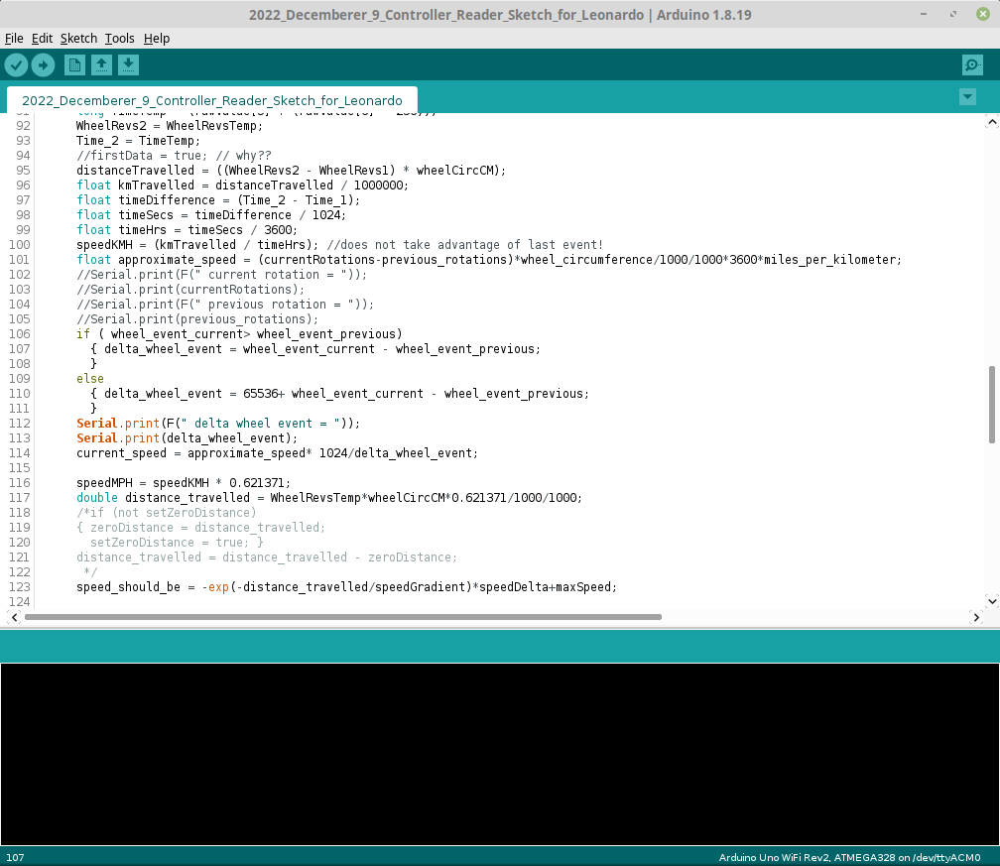 2022_Decemberer_9_Controller_Reader_Sketch_for_Leonardo | Arduino 1.8.19
File Edit Sketch Tools Help
2022_Decemberer_9_Controller_Reader_Sketch_for_Leonardo
92 WheelRevs2 = WheelRevsTemp;
93 Time_2 = TimeTemp;
94 //firstData = true; // why??
95 distanceTravelled = ((WheelRevs2 - WheelRevs1) * wheelCircCM);
96 float kmTravelled = distanceTravelled / 1000000;
97 float timeDifference = (Time_2 - Time_1);
98 float timeSecs = timeDifference / 1024;
99 float timeHrs = timeSecs / 3600;
100 speedKMH = (kmTravelled / timeHrs); //does not take advantage of last event!
101 float approximate_speed = (currentRotations-previous_rotations)*wheel_circumference/1000/1000*3600*miles_per_kilometer;
102 //Serial.print(F(" current rotation = "));
103 //Serial.print(currentRotations);
104 //Serial.print(F(" previous rotation = "));
105 //Serial.print(previous_rotations);
106 if ( wheel_event_current> wheel_event_previous)
107 { delta_wheel_event = wheel_event_current - wheel_event_previous;
108 }
109 else
110 { delta_wheel_event = 65536+ wheel_event_current - wheel_event_previous;
111 }
112 Serial.print(F(" delta wheel event = "));
113 Serial.print(delta_wheel_event);
114 current_speed = approximate_speed* 1024/delta_wheel_event;
115
116 speedMPH = speedKMH * 0.621371;
117 double distance_travelled = WheelRevsTemp*wheelCircCM*0.621371/1000/1000;
118 /*if (not setZeroDistance)
119 { zeroDistance = distance_travelled;
120 setZeroDistance = true; }
121 distance_travelled = distance_travelled - zeroDistance;
122 */
123 speed_should_be = -exp(-distance_travelled/speedGradient)*speedDelta+maxSpeed;
124
107 Arduino Uno WiFi Rev2, ATMEGA328 on /dev/ttyACM0